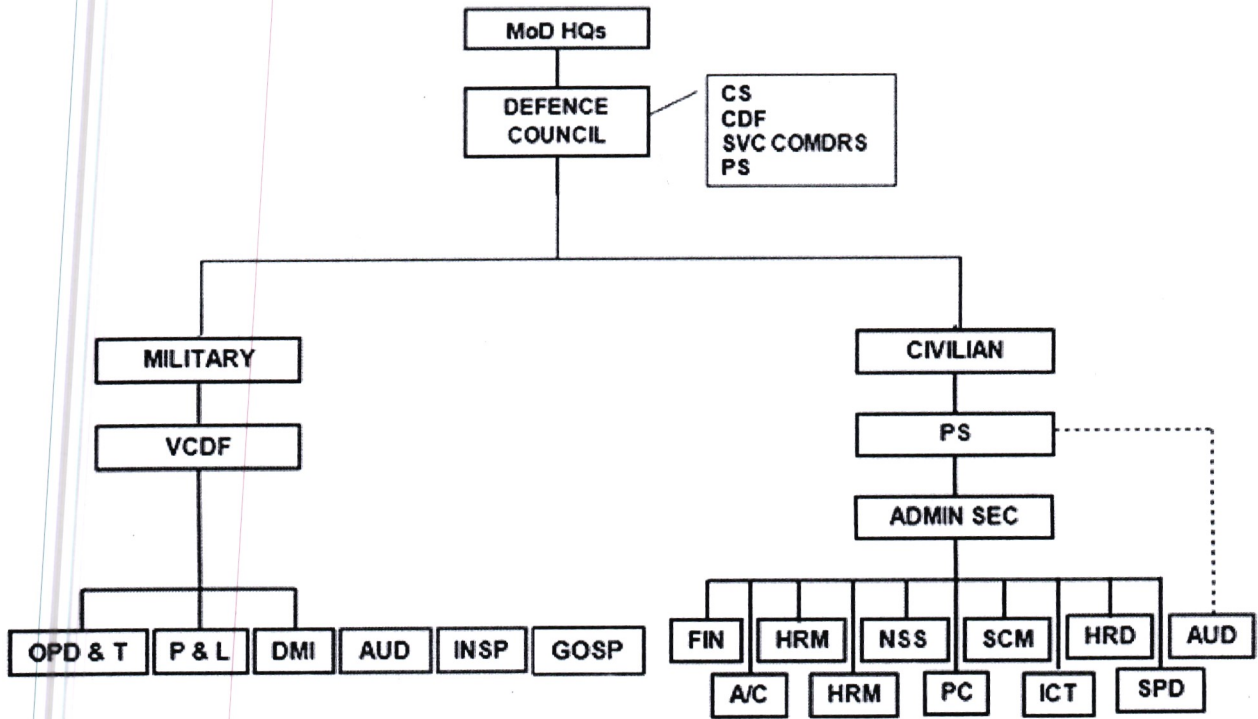 MoD HQs
DEFENCE
COUNCIL
CS
CDF
SVC COMDRS
PS
MILITARY
CIVILIAN
VCDF
PS
ADMIN SEC
OPD & T
P & L
DMI
AUD
INSP
GOSP
FIN
HRM
NSS
SCM
HRD
AUD
A/C
HRM
PC
ICT
SPD